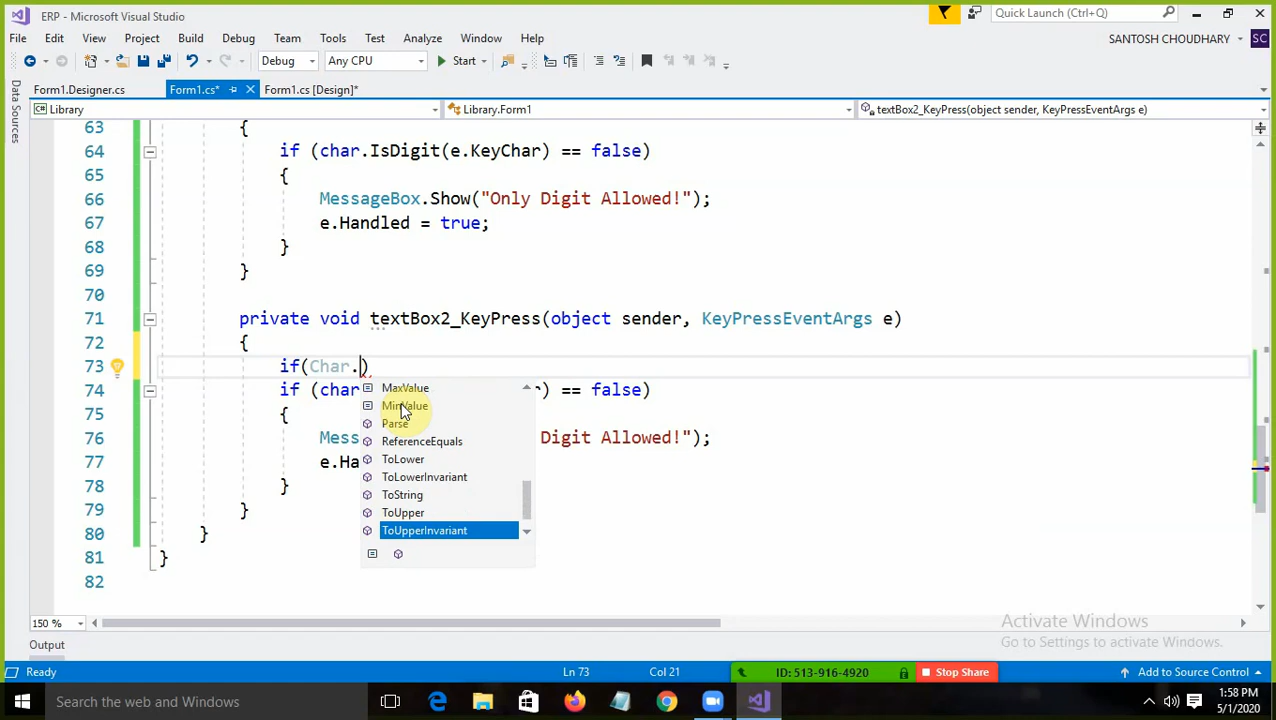 ERP - Microsoft Visual Studio
Quick Launch (Ctrl+Q)
File Edit View Project Build Debug Team Tools Test Analyze Window Help
SANTOSH CHOUDHARY SC
Debug Any CPU Start
Data Sources
Form1.Designer.cs Form1.cs* Form1.cs [Design]*
Library Library.Form1 textBox2_KeyPress(object sender, KeyPressEventArgs e)
63 {
64 if (char.IsDigit(e.KeyChar) == false)
65 {
66 MessageBox.Show("Only Digit Allowed!");
67 e.Handled = true;
68 }
69 }
70
71 private void textBox2_KeyPress(object sender, KeyPressEventArgs e)
72 {
73 if(Char.)
MaxValue
74 if (char ) == false)
MinValue
75 {
Parse
76 Mess Digit Allowed!");
ReferenceEquals
77 e.Ha
ToLower
ToLowerInvariant
78 }
ToString
79 }
ToUpper
80 }
ToUpperInvariant
81 }
82
150 %
Output
Activate Windows
Go to Settings to activate Windows.
Ready Ln 73 Col 21 ID: 513-916-4920 Stop Share Add to Source Control
Search the web and Windows
1:58 PM
5/1/2020